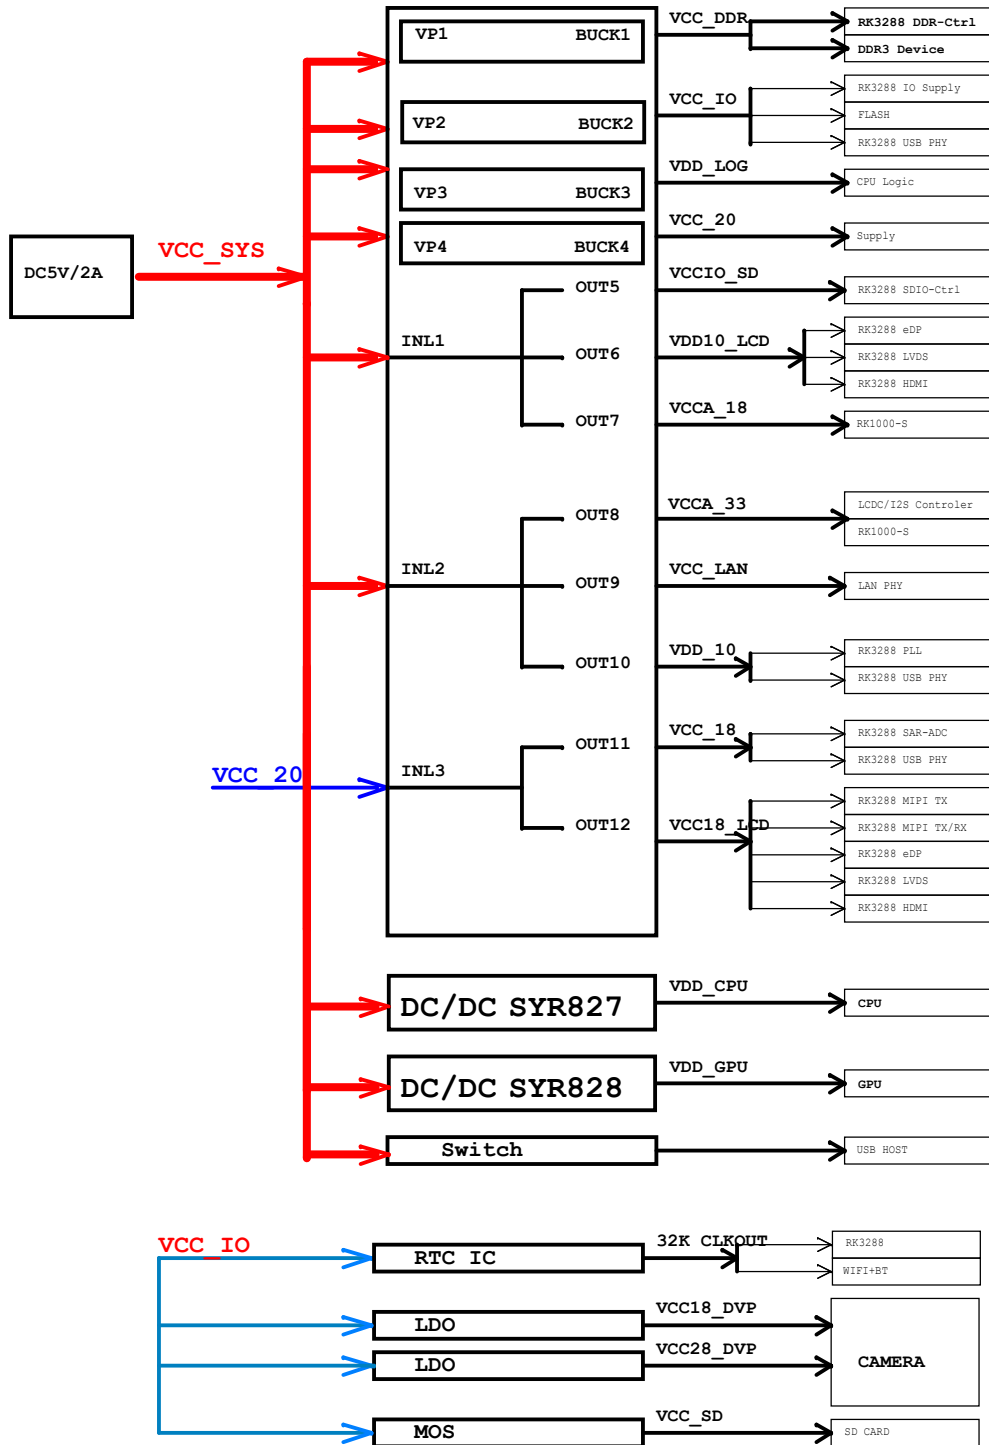 VP1 BUCK1 VCC_DDR RK3288 DDR-Ctrl
DDR3 Device
VP2 BUCK2 VCC_IO RK3288 IO Supply
FLASH
RK3288 USB PHY
VP3 BUCK3 VDD_LOG CPU Logic
VP4 BUCK4 VCC_20 Supply
DC5V/2A VCC_SYS
OUT5 VCCIO_SD RK3288 SDIO-Ctrl
INL1 OUT6 VDD10_LCD RK3288 eDP
RK3288 LVDS
RK3288 HDMI
OUT7 VCCA_18 RK1000-S
OUT8 VCCA_33 LCDC/I2S Controler
RK1000-S
INL2 OUT9 VCC_LAN LAN PHY
OUT10 VDD_10 RK3288 PLL
RK3288 USB PHY
OUT11 VCC_18 RK3288 SAR-ADC
RK3288 USB PHY
VCC_20 INL3
OUT12 VCC18_LCD RK3288 MIPI TX
RK3288 MIPI TX/RX
RK3288 eDP
RK3288 LVDS
RK3288 HDMI
DC/DC SYR827 VDD_CPU CPU
DC/DC SYR828 VDD_GPU GPU
Switch USB HOST
VCC_IO RTC IC 32K CLKOUT RK3288
WIFI+BT
LDO VCC18_DVP
LDO VCC28_DVP CAMERA
MOS VCC_SD SD CARD